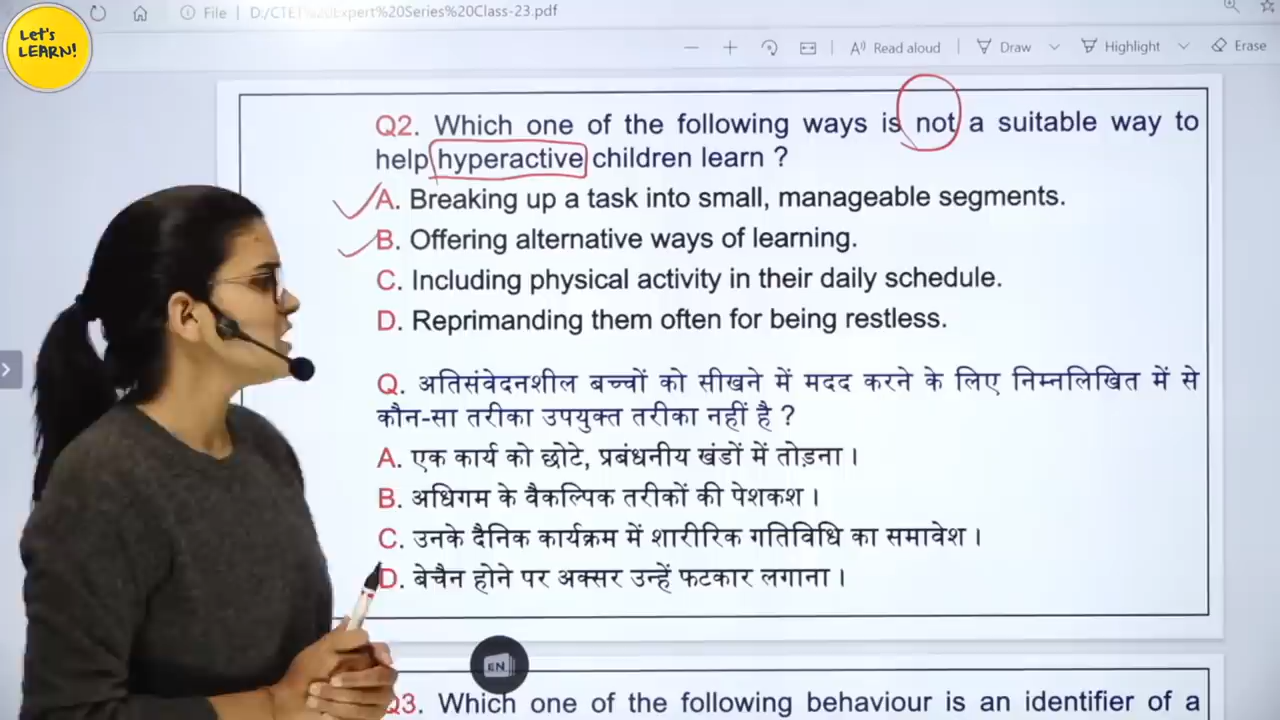 Let's
LEARN!
File | D:/CTET%20Expert%20Series%20Class-23.pdf
Read aloud | Draw Highlight Erase
Q2. Which one of the following ways is not a suitable way to
help hyperactive children learn ?
A. Breaking up a task into small, manageable segments.
B. Offering alternative ways of learning.
C. Including physical activity in their daily schedule.
D. Reprimanding them often for being restless.
Q. अतिसंवेदनशील बच्चों को सीखने में मदद करने के लिए निम्नलिखित में से
कौन-सा तरीका उपयुक्त तरीका नहीं है ?
A. एक कार्य को छोटे, प्रबंधनीय खंडों में तोड़ना ।
B. अधिगम के वैकल्पिक तरीकों की पेशकश ।
C. उनके दैनिक कार्यक्रम में शारीरिक गतिविधि का समावेश ।
D. बेचैन होने पर अक्सर उन्हें फटकार लगाना ।
EN
Q3. Which one of the following behaviour is an identifier of a